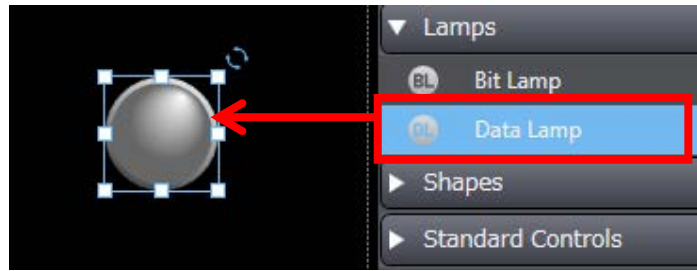 Lamps
BL Bit Lamp
DL Data Lamp
Shapes
Standard Controls